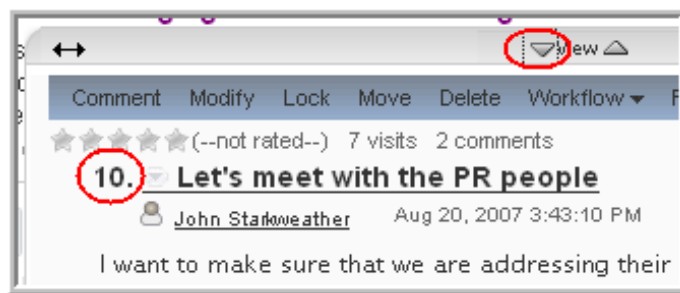 View
Comment Modify Lock Move Delete Workflow
(--not rated--) 7 visits 2 comments
10. Let's meet with the PR people
John Starkweather Aug 20, 2007 3:43:10 PM
I want to make sure that we are addressing their